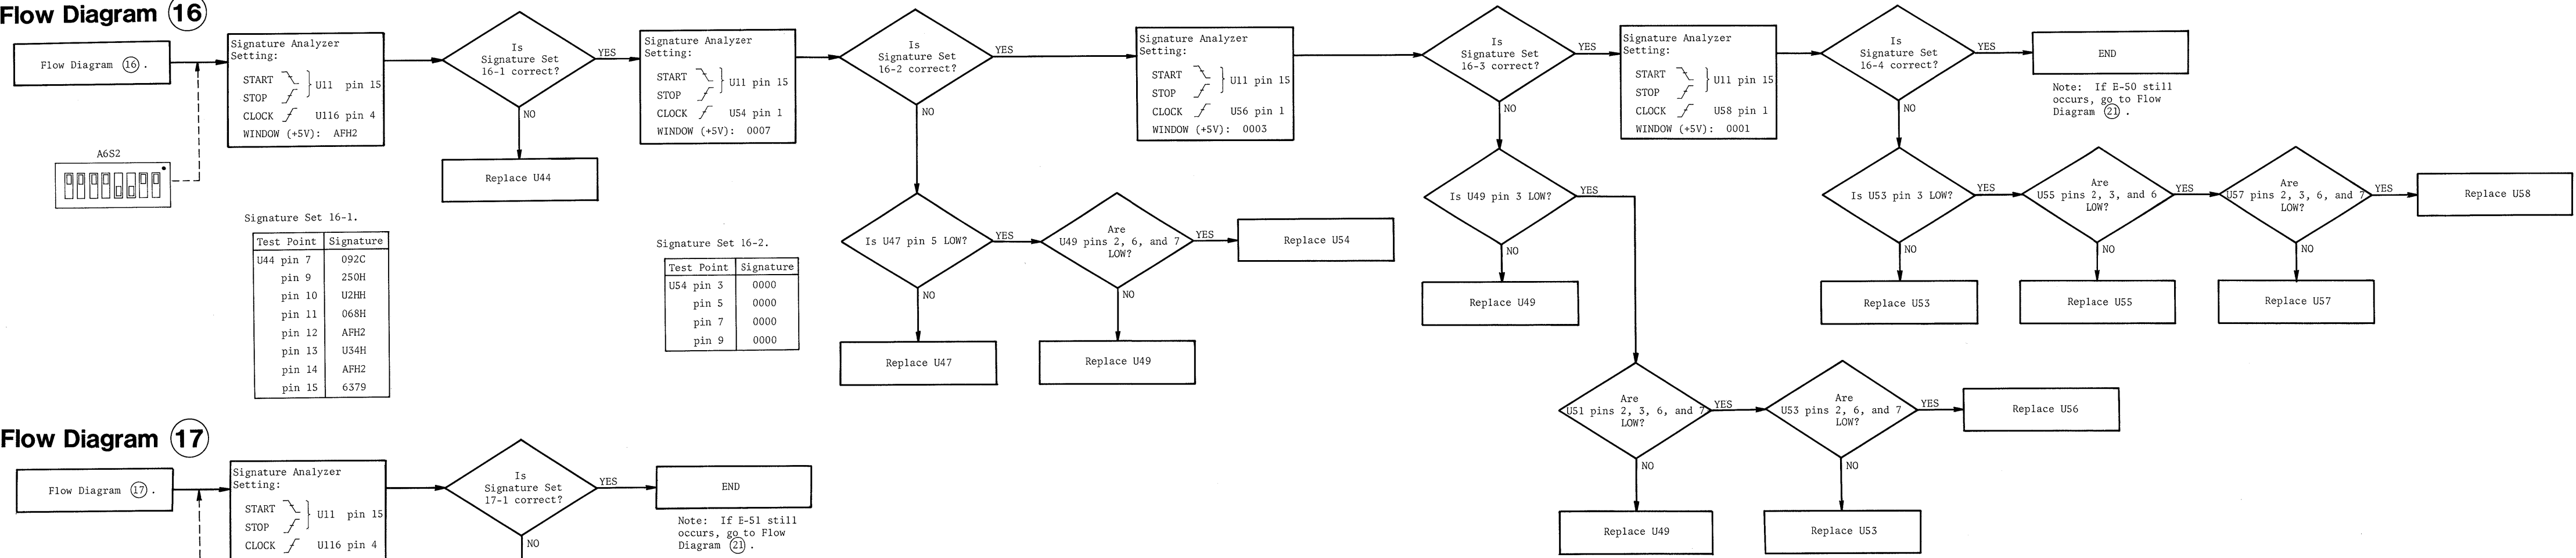 Flow Diagram 16
Flow Diagram 16 .
A6S2
Signature Analyzer
Setting:
START
STOP
U11 pin 15
CLOCK U116 pin 4
WINDOW (+5V): AFH2
Is
Signature Set
16-1 correct?
YES
NO
Replace U44
Signature Analyzer
Setting:
START
STOP
U11 pin 15
CLOCK U54 pin 1
WINDOW (+5V): 0007
Is
Signature Set
16-2 correct?
YES
NO
Signature Analyzer
Setting:
START
STOP
U11 pin 15
CLOCK U56 pin 1
WINDOW (+5V): 0003
Is
Signature Set
16-3 correct?
YES
NO
Signature Analyzer
Setting:
START
STOP
U11 pin 15
CLOCK U58 pin 1
WINDOW (+5V): 0001
Is
Signature Set
16-4 correct?
YES
NO
END
Note: If E-50 still
occurs, go to Flow
Diagram 21 .
Signature Set 16-1.
Test Point Signature
U44 pin 7 092C
pin 9 250H
pin 10 U2HH
pin 11 068H
pin 12 AFH2
pin 13 U34H
pin 14 AFH2
pin 15 6379
Signature Set 16-2.
Test Point Signature
U54 pin 3 0000
pin 5 0000
pin 7 0000
pin 9 0000
Is U47 pin 5 LOW?
YES
NO
Replace U47
Are
U49 pins 2, 6, and 7
LOW?
YES
NO
Replace U49
Replace U54
Is U49 pin 3 LOW?
YES
NO
Replace U49
Are
U51 pins 2, 3, 6, and 7
LOW?
YES
NO
Replace U49
Are
U53 pins 2, 6, and 7
LOW?
YES
NO
Replace U53
Replace U56
Is U53 pin 3 LOW?
YES
NO
Replace U53
Are
U55 pins 2, 3, and 6
LOW?
YES
NO
Replace U55
Are
U57 pins 2, 3, 6, and 7
LOW?
YES
NO
Replace U57
Replace U58
Flow Diagram 17
Flow Diagram 17 .
Signature Analyzer
Setting:
START
STOP
U11 pin 15
CLOCK U116 pin 4
Is
Signature Set
17-1 correct?
YES
NO
END
Note: If E-51 still
occurs, go to Flow
Diagram 21 .